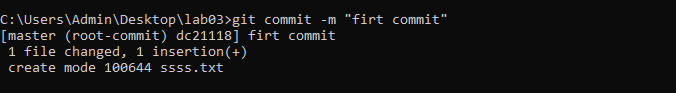 C:\Users\Admin\Desktop\lab03>git commit -m "firt commit"
[master (root-commit) dc21118] firt commit
 1 file changed, 1 insertion(+)
 create mode 100644 ssss.txt